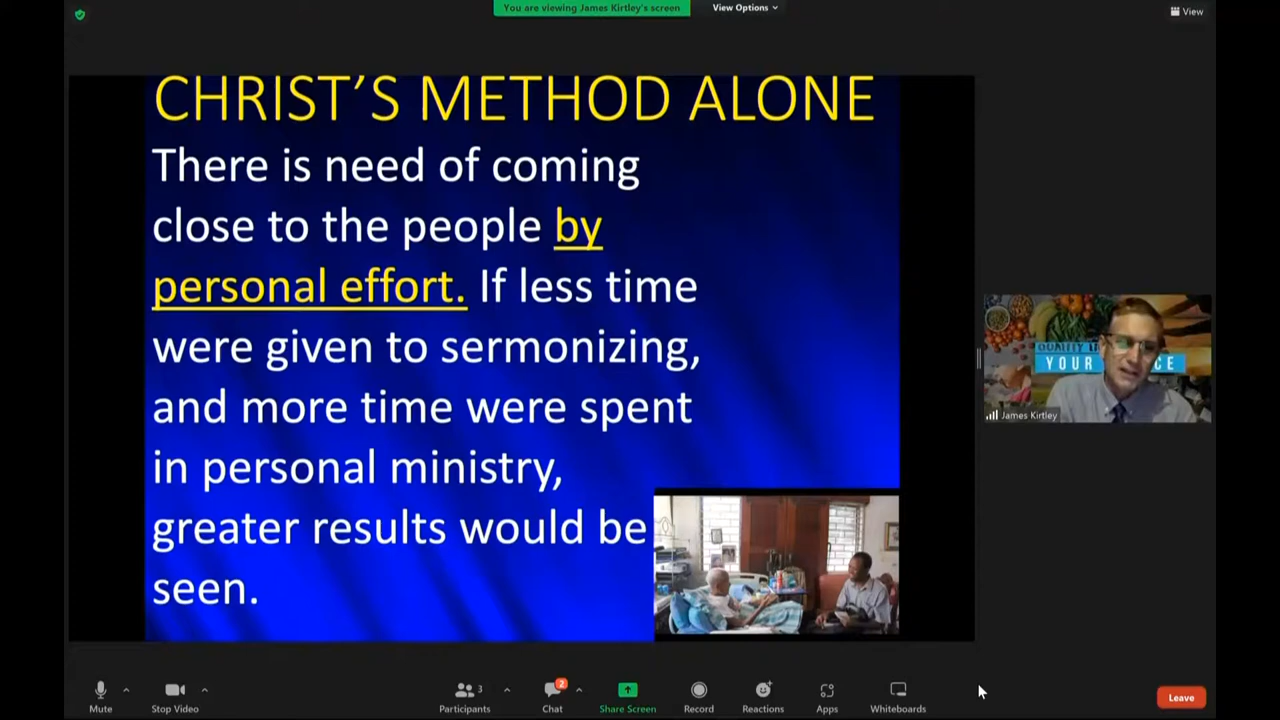 You are viewing James Kirtley's screen
View Options
View
CHRIST'S METHOD ALONE
There is need of coming
close to the people by
personal effort. If less time
were given to sermonizing,
and more time were spent
in personal ministry,
greater results would be
seen.
YOUR
James Kirtley
Mute
Stop Video
Participants
3
Chat
2
Share Screen
Record
Reactions
Apps
Whiteboards
Leave